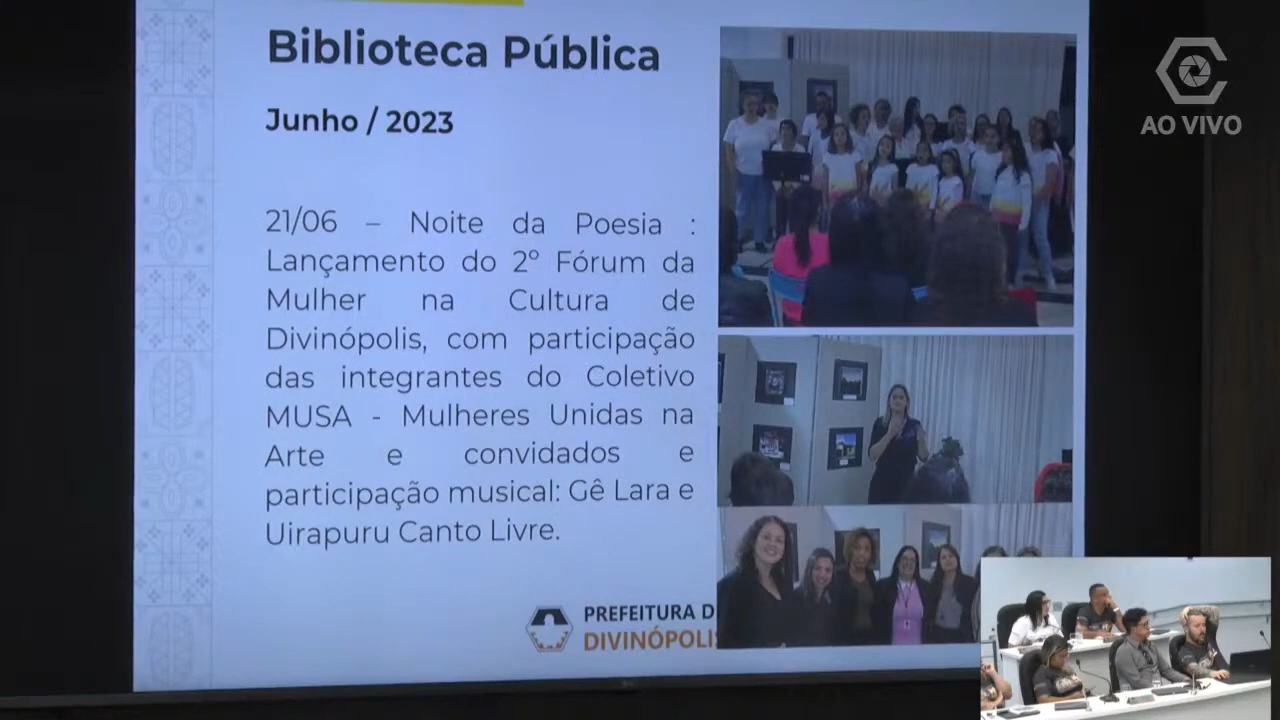 Biblioteca Pública
Junho / 2023
AO VIVO
21/06 – Noite da Poesia :
Lançamento do 2º Fórum da
Mulher na Cultura de
Divinópolis, com participação
das integrantes do Coletivo
MUSA - Mulheres Unidas na
Arte e convidados e
participação musical: Gê Lara e
Uirapuru Canto Livre.
PREFEITURA D
DIVINÓPOLIS